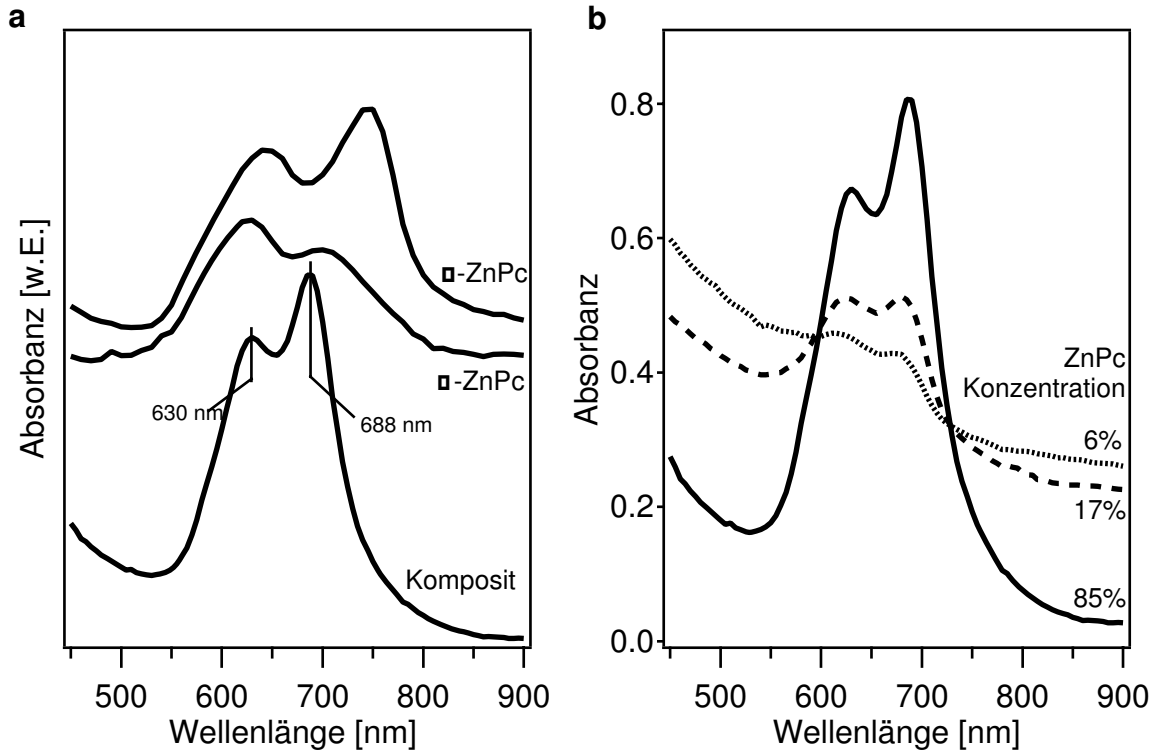 a
Absorbanz [w.E.]
-ZnPc
-ZnPc
630 nm
688 nm
Komposit
500 600 700 800 900
Wellenlänge [nm]
b
Absorbanz
0.8
0.6
0.4
0.2
0.0
ZnPc
Konzentration
6%
17%
85%
500 600 700 800 900
Wellenlänge [nm]